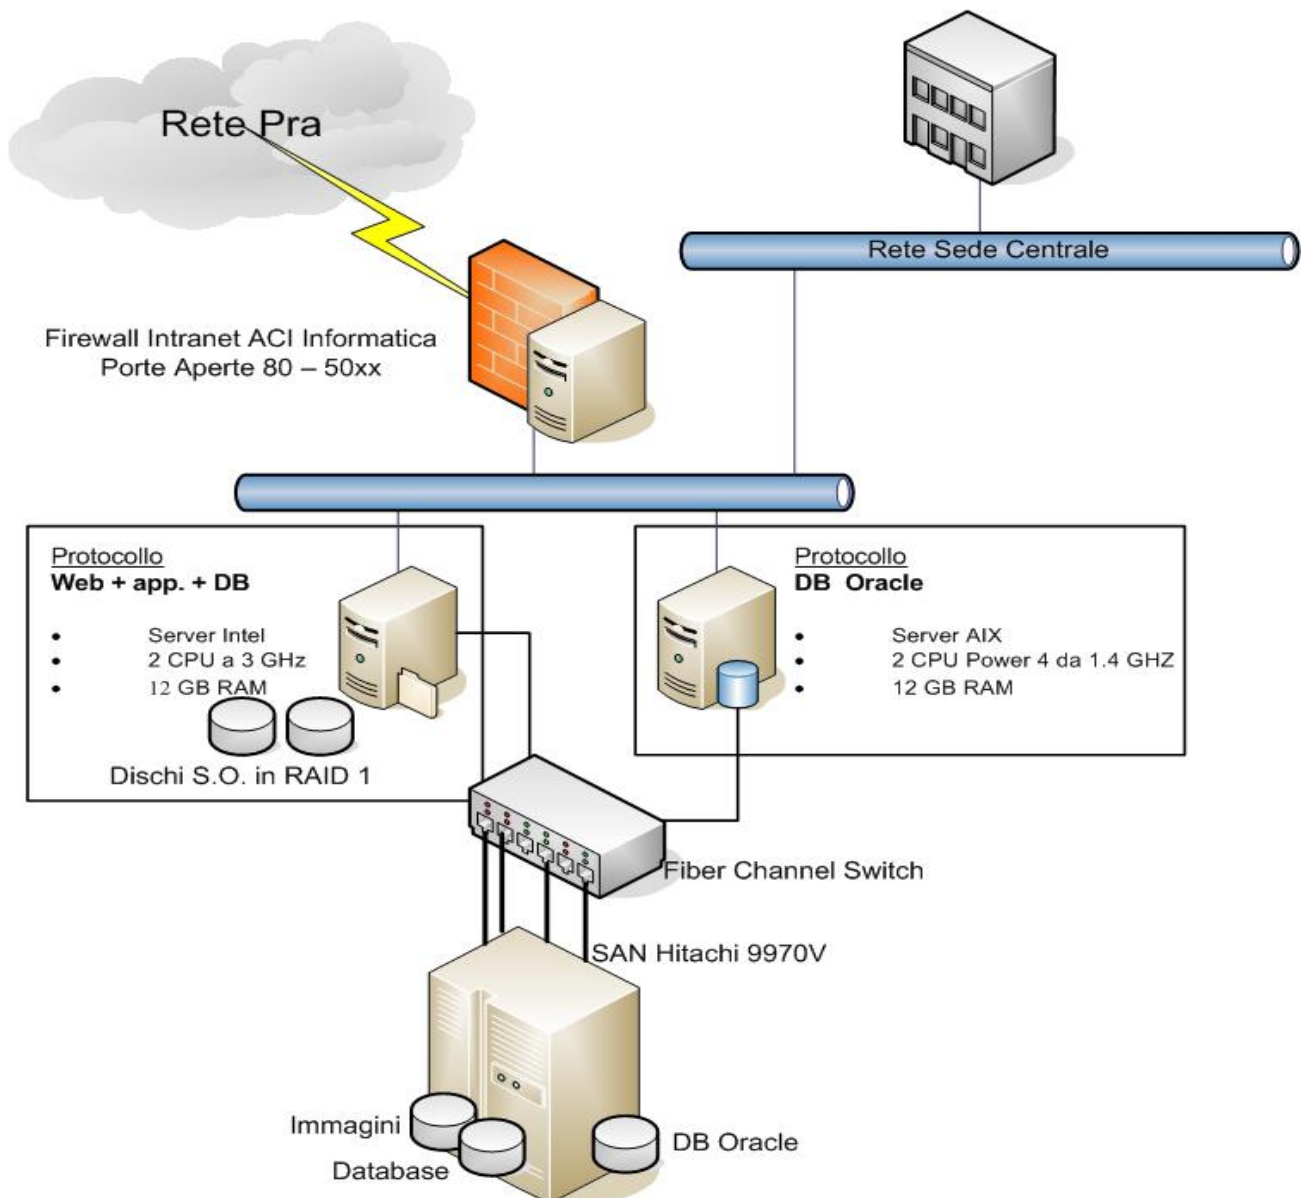 Rete Pra
Rete Sede Centrale
Firewall Intranet ACI Informatica
Porte Aperte 80 – 50xx
Protocollo
Web + app. + DB
• Server Intel
• 2 CPU a 3 GHz
• 12 GB RAM
Dischi S.O. in RAID 1
Protocollo
DB Oracle
• Server AIX
• 2 CPU Power 4 da 1.4 GHZ
• 12 GB RAM
Fiber Channel Switch
SAN Hitachi 9970V
Immagini
Database
DB Oracle